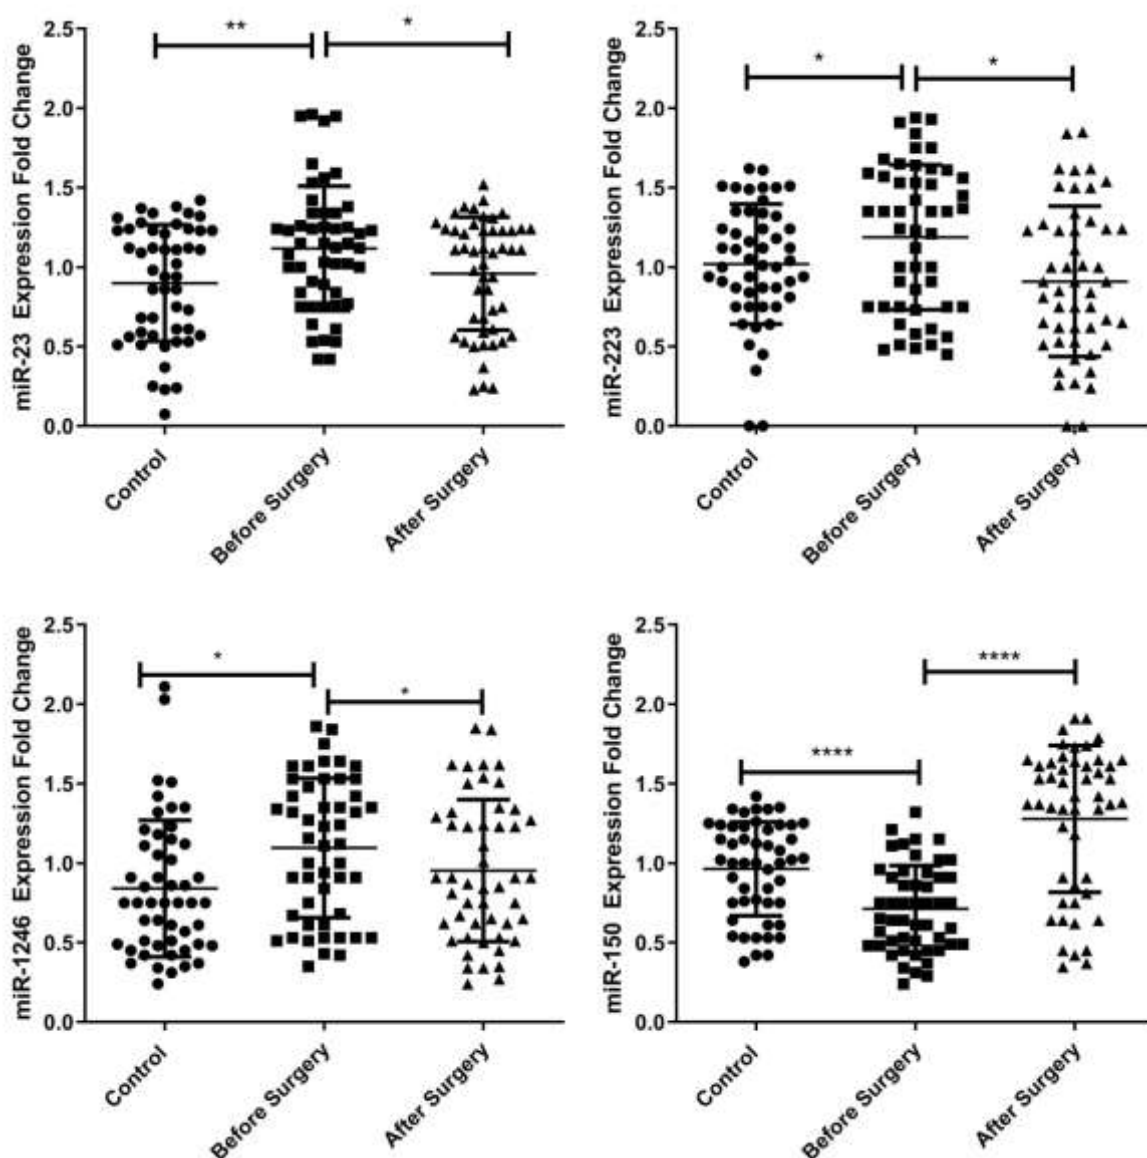 miR-23 Expression Fold Change
2.5
2.0
1.5
1.0
0.5
0.0
**
*
Control
Before Surgery
After Surgery
miR-223 Expression Fold Change
2.5
2.0
1.5
1.0
0.5
0.0
*
*
Control
Before Surgery
After Surgery
miR-1246 Expression Fold Change
2.5
2.0
1.5
1.0
0.5
0.0
*
*
Control
Before Surgery
After Surgery
miR-150 Expression Fold Change
2.5
2.0
1.5
1.0
0.5
0.0
****
****
Control
Before Surgery
After Surgery